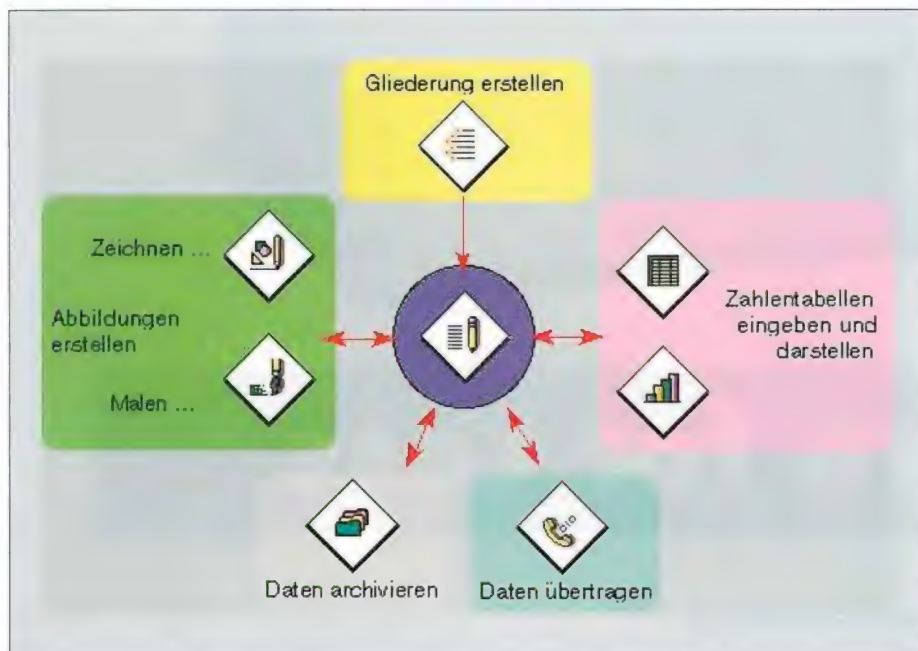 Gliederung erstellen
Zeichnen ...
Abbildungen
erstellen
Malen ...
Zahlentabellen
eingeben und
darstellen
Daten archivieren
Daten übertragen